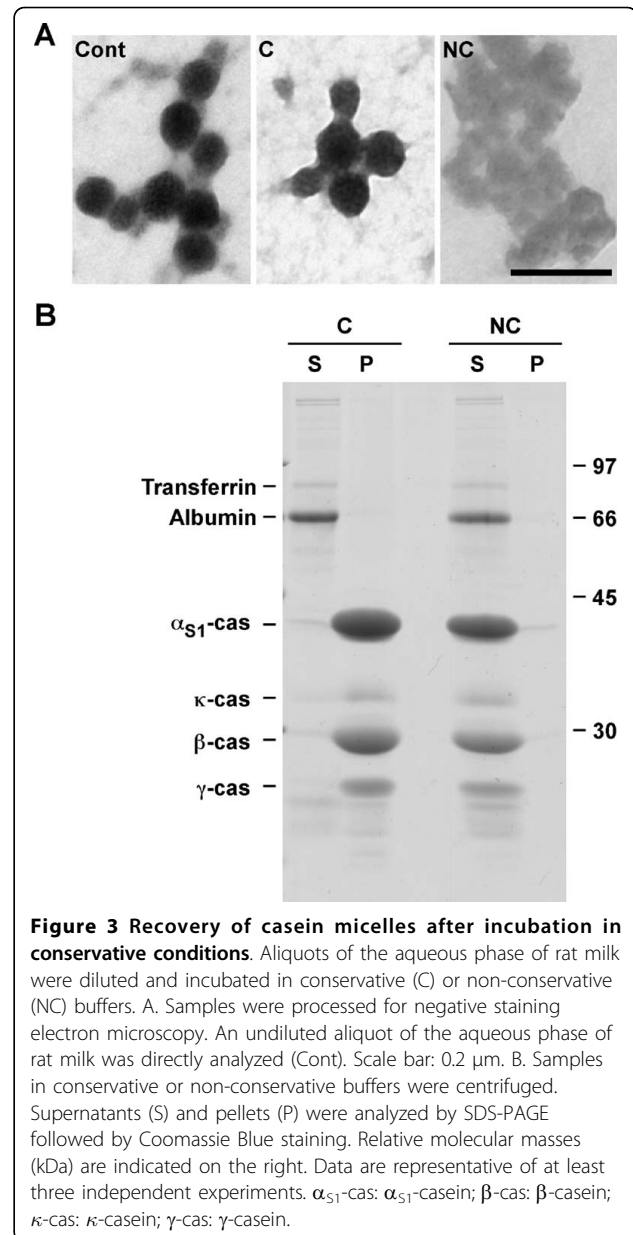 A
Cont
C
NC
B
C
NC
S
P
S
P
Transferrin
Albumin
αS1-cas
κ-cas
β-cas
γ-cas
97
66
45
30
Figure 3 Recovery of casein micelles after incubation in
conservative conditions. Aliquots of the aqueous phase of rat milk
were diluted and incubated in conservative (C) or non-conservative
(NC) buffers. A. Samples were processed for negative staining
electron microscopy. An undiluted aliquot of the aqueous phase of
rat milk was directly analyzed (Cont). Scale bar: 0.2 μm. B. Samples
in conservative or non-conservative buffers were centrifuged.
Supernatants (S) and pellets (P) were analyzed by SDS-PAGE
followed by Coomassie Blue staining. Relative molecular masses
(kDa) are indicated on the right. Data are representative of at least
three independent experiments. αS1-cas: αS1-casein; β-cas: β-casein;
κ-cas: κ-casein; γ-cas: γ-casein.